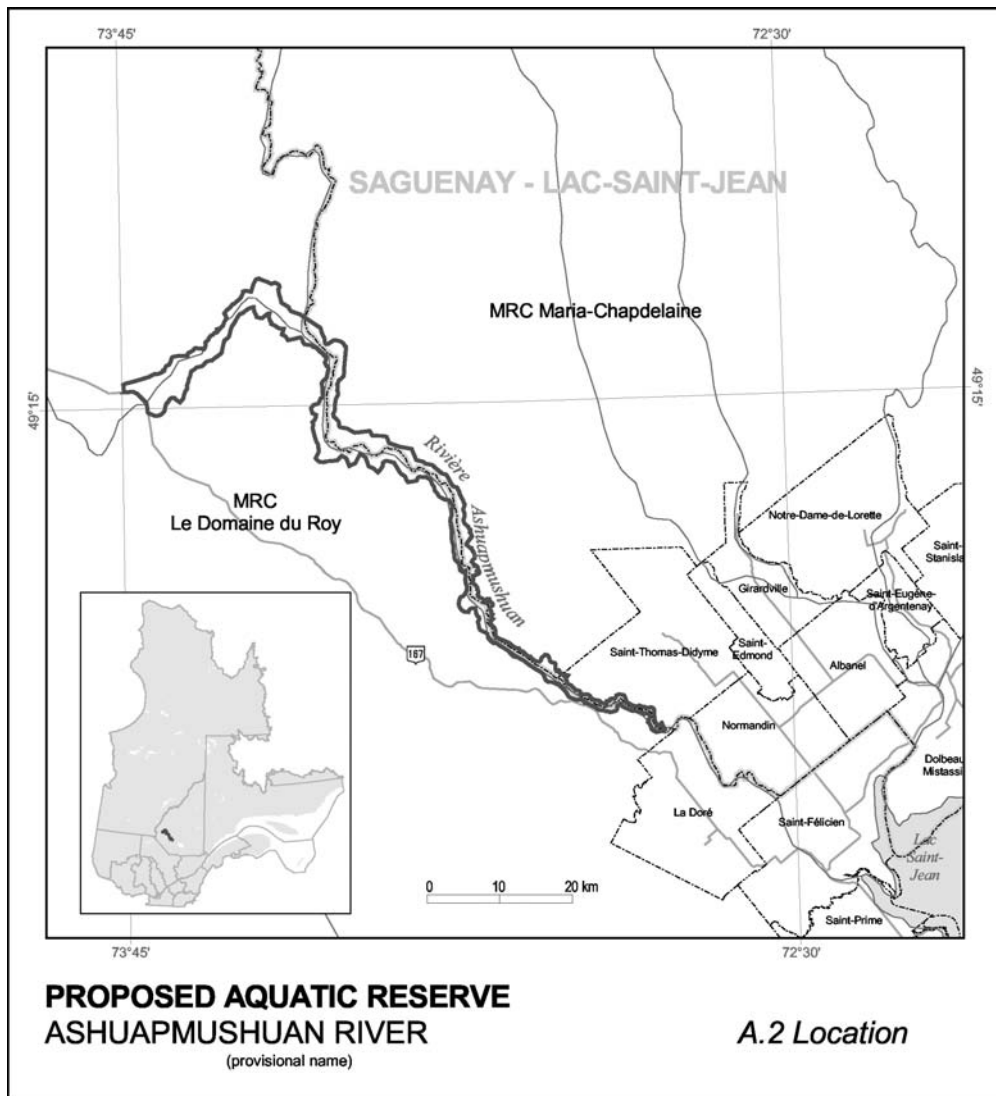 73°45'
72°30'
SAGUENAY - LAC-SAINT-JEAN
MRC Maria-Chapdelaine
49°15'
49°15'
Rivière
Ashuapmushuan
MRC
Le Domaine du Roy
Notre-Dame-de-Lorette
Saint-
Stanisla
Girardville
Saint-Eugène-
d'Argentenay
167
Saint-Thomas-Didyme
Saint-
Edmond
Albanel
Normandin
Dolbeau
Mistassi
La Doré
Saint-Félicien
Lac
Saint-
Jean
0 10 20 km
Saint-Prime
73°45'
72°30'
PROPOSED AQUATIC RESERVE
ASHUAPMUSHUAN RIVER
(provisional name)
A.2 Location